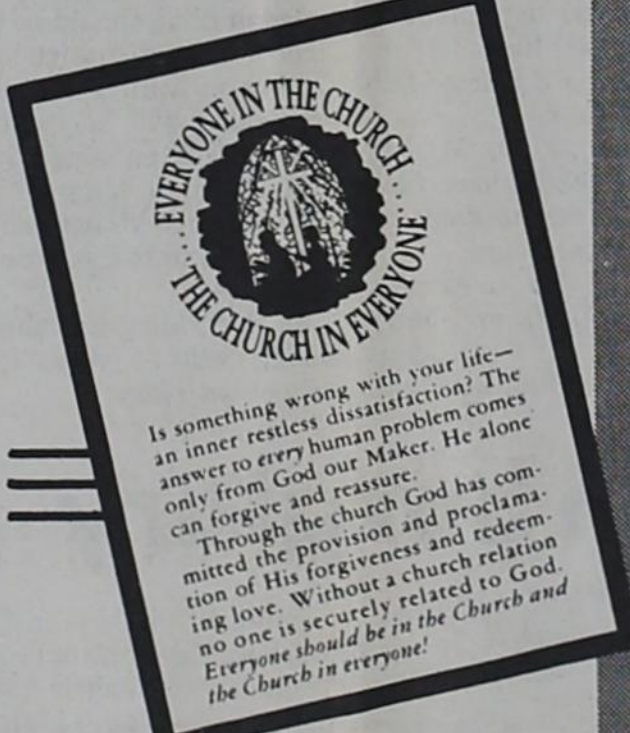 EVERYONE IN THE CHURCH ....
.... THE CHURCH IN EVERYONE
Is something wrong with your life—
an inner restless dissatisfaction? The
answer to every human problem comes
only from God our Maker. He alone
can forgive and reassure.
Through the church God has com-
mitted the provision and proclama-
tion of His forgiveness and redeem-
ing love. Without a church relation
no one is securely related to God.
Everyone should be in the Church and
the Church in everyone!